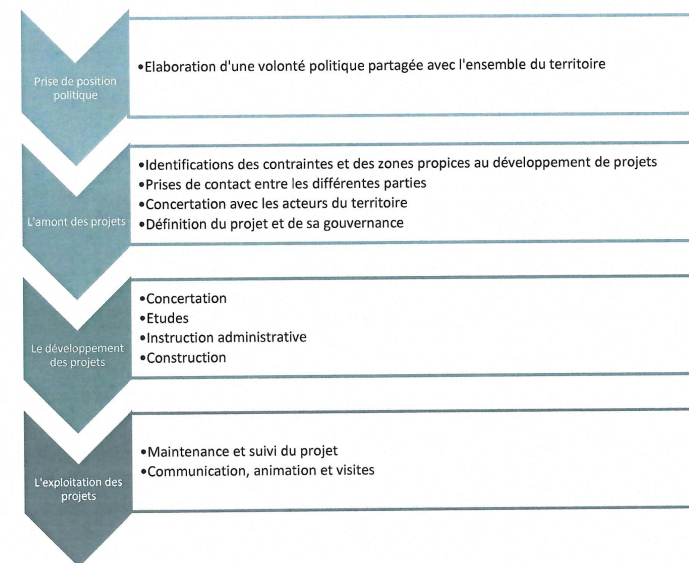 Prise de position
politique
•Elaboration d'une volonté politique partagée avec l'ensemble du territoire
L'amont des projets
•Identifications des contraintes et des zones propices au développement de projets
•Prises de contact entre les différentes parties
•Concertation avec les acteurs du territoire
•Définition du projet et de sa gouvernance
Le développement
des projets
•Concertation
•Etudes
•Instruction administrative
•Construction
L'exploitation des
projets
•Maintenance et suivi du projet
•Communication, animation et visites